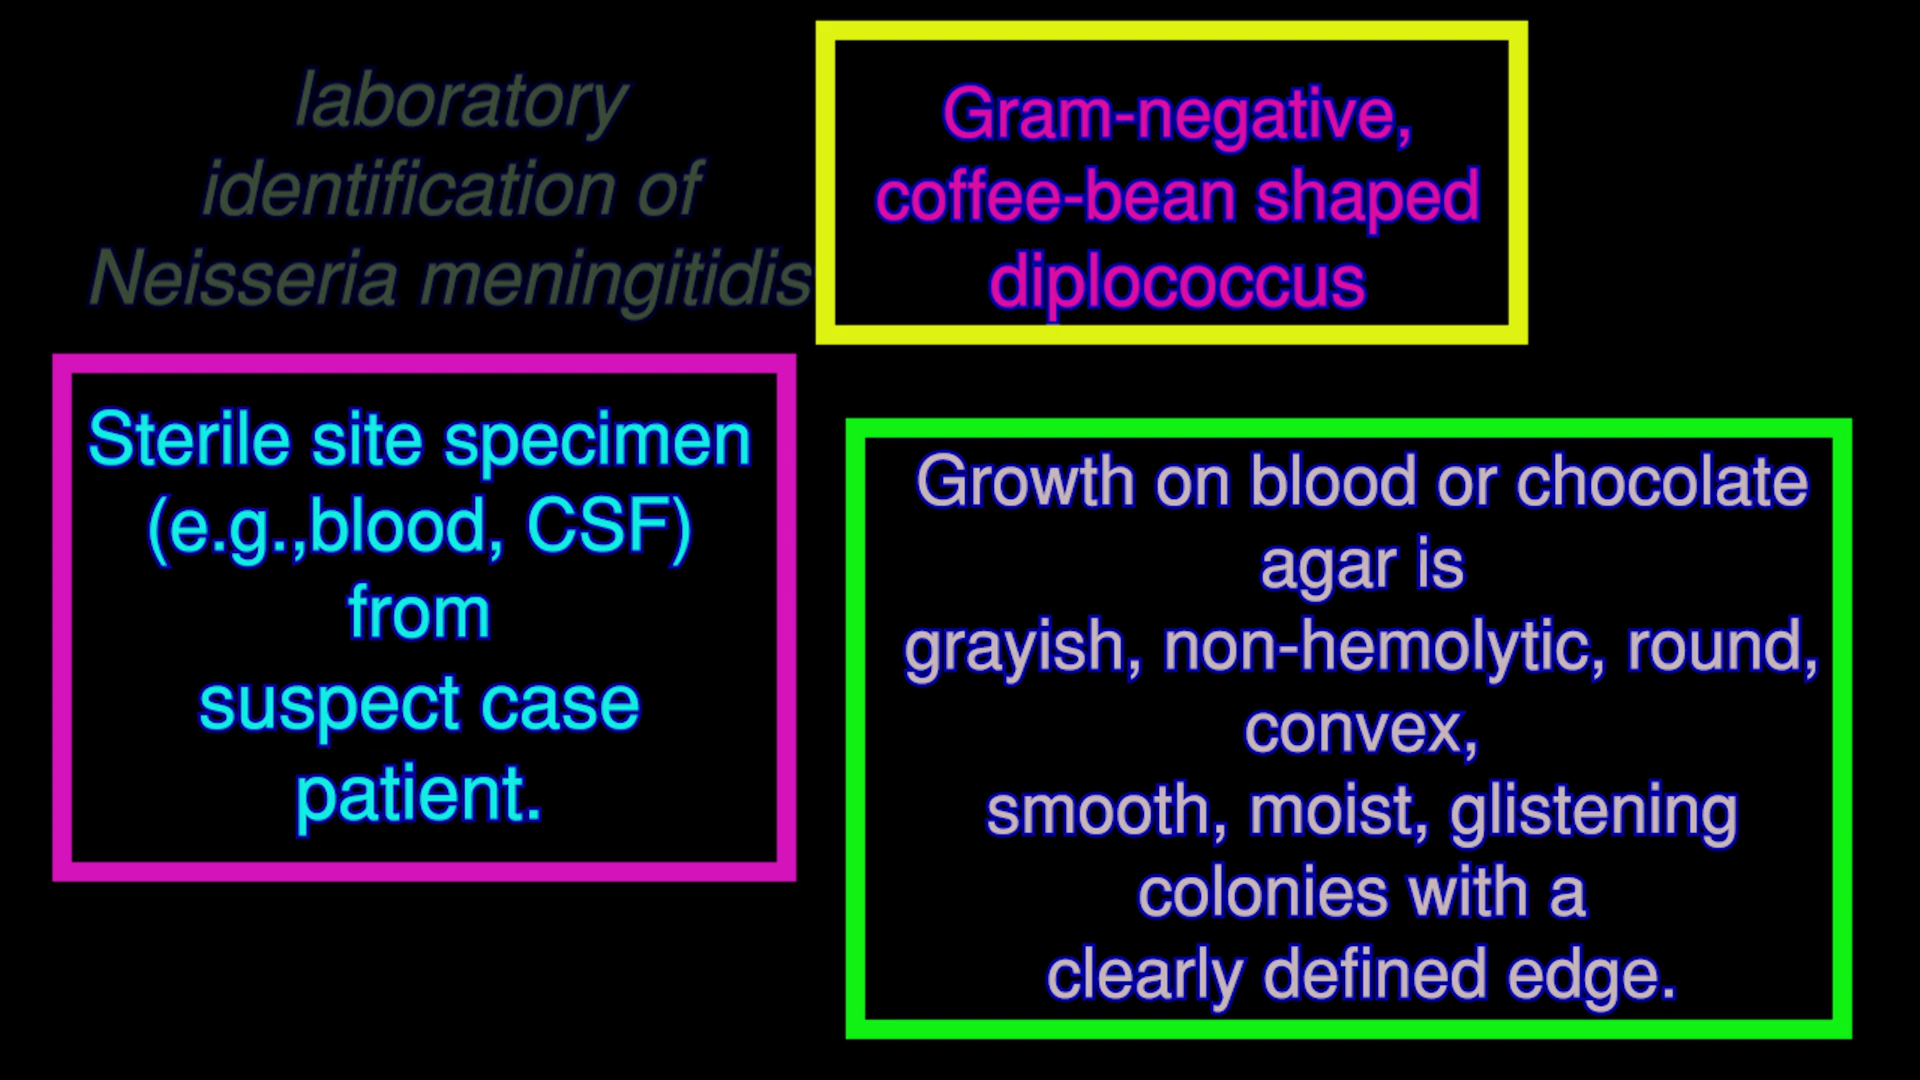 laboratory
identification of
Neisseria meningitidis
Gram-negative,
coffee-bean shaped
diplococcus
Sterile site specimen
(e.g.,blood, CSF)
from
suspect case
patient.
Growth on blood or chocolate
agar is
grayish, non-hemolytic, round,
convex,
smooth, moist, glistening
colonies with a
clearly defined edge.